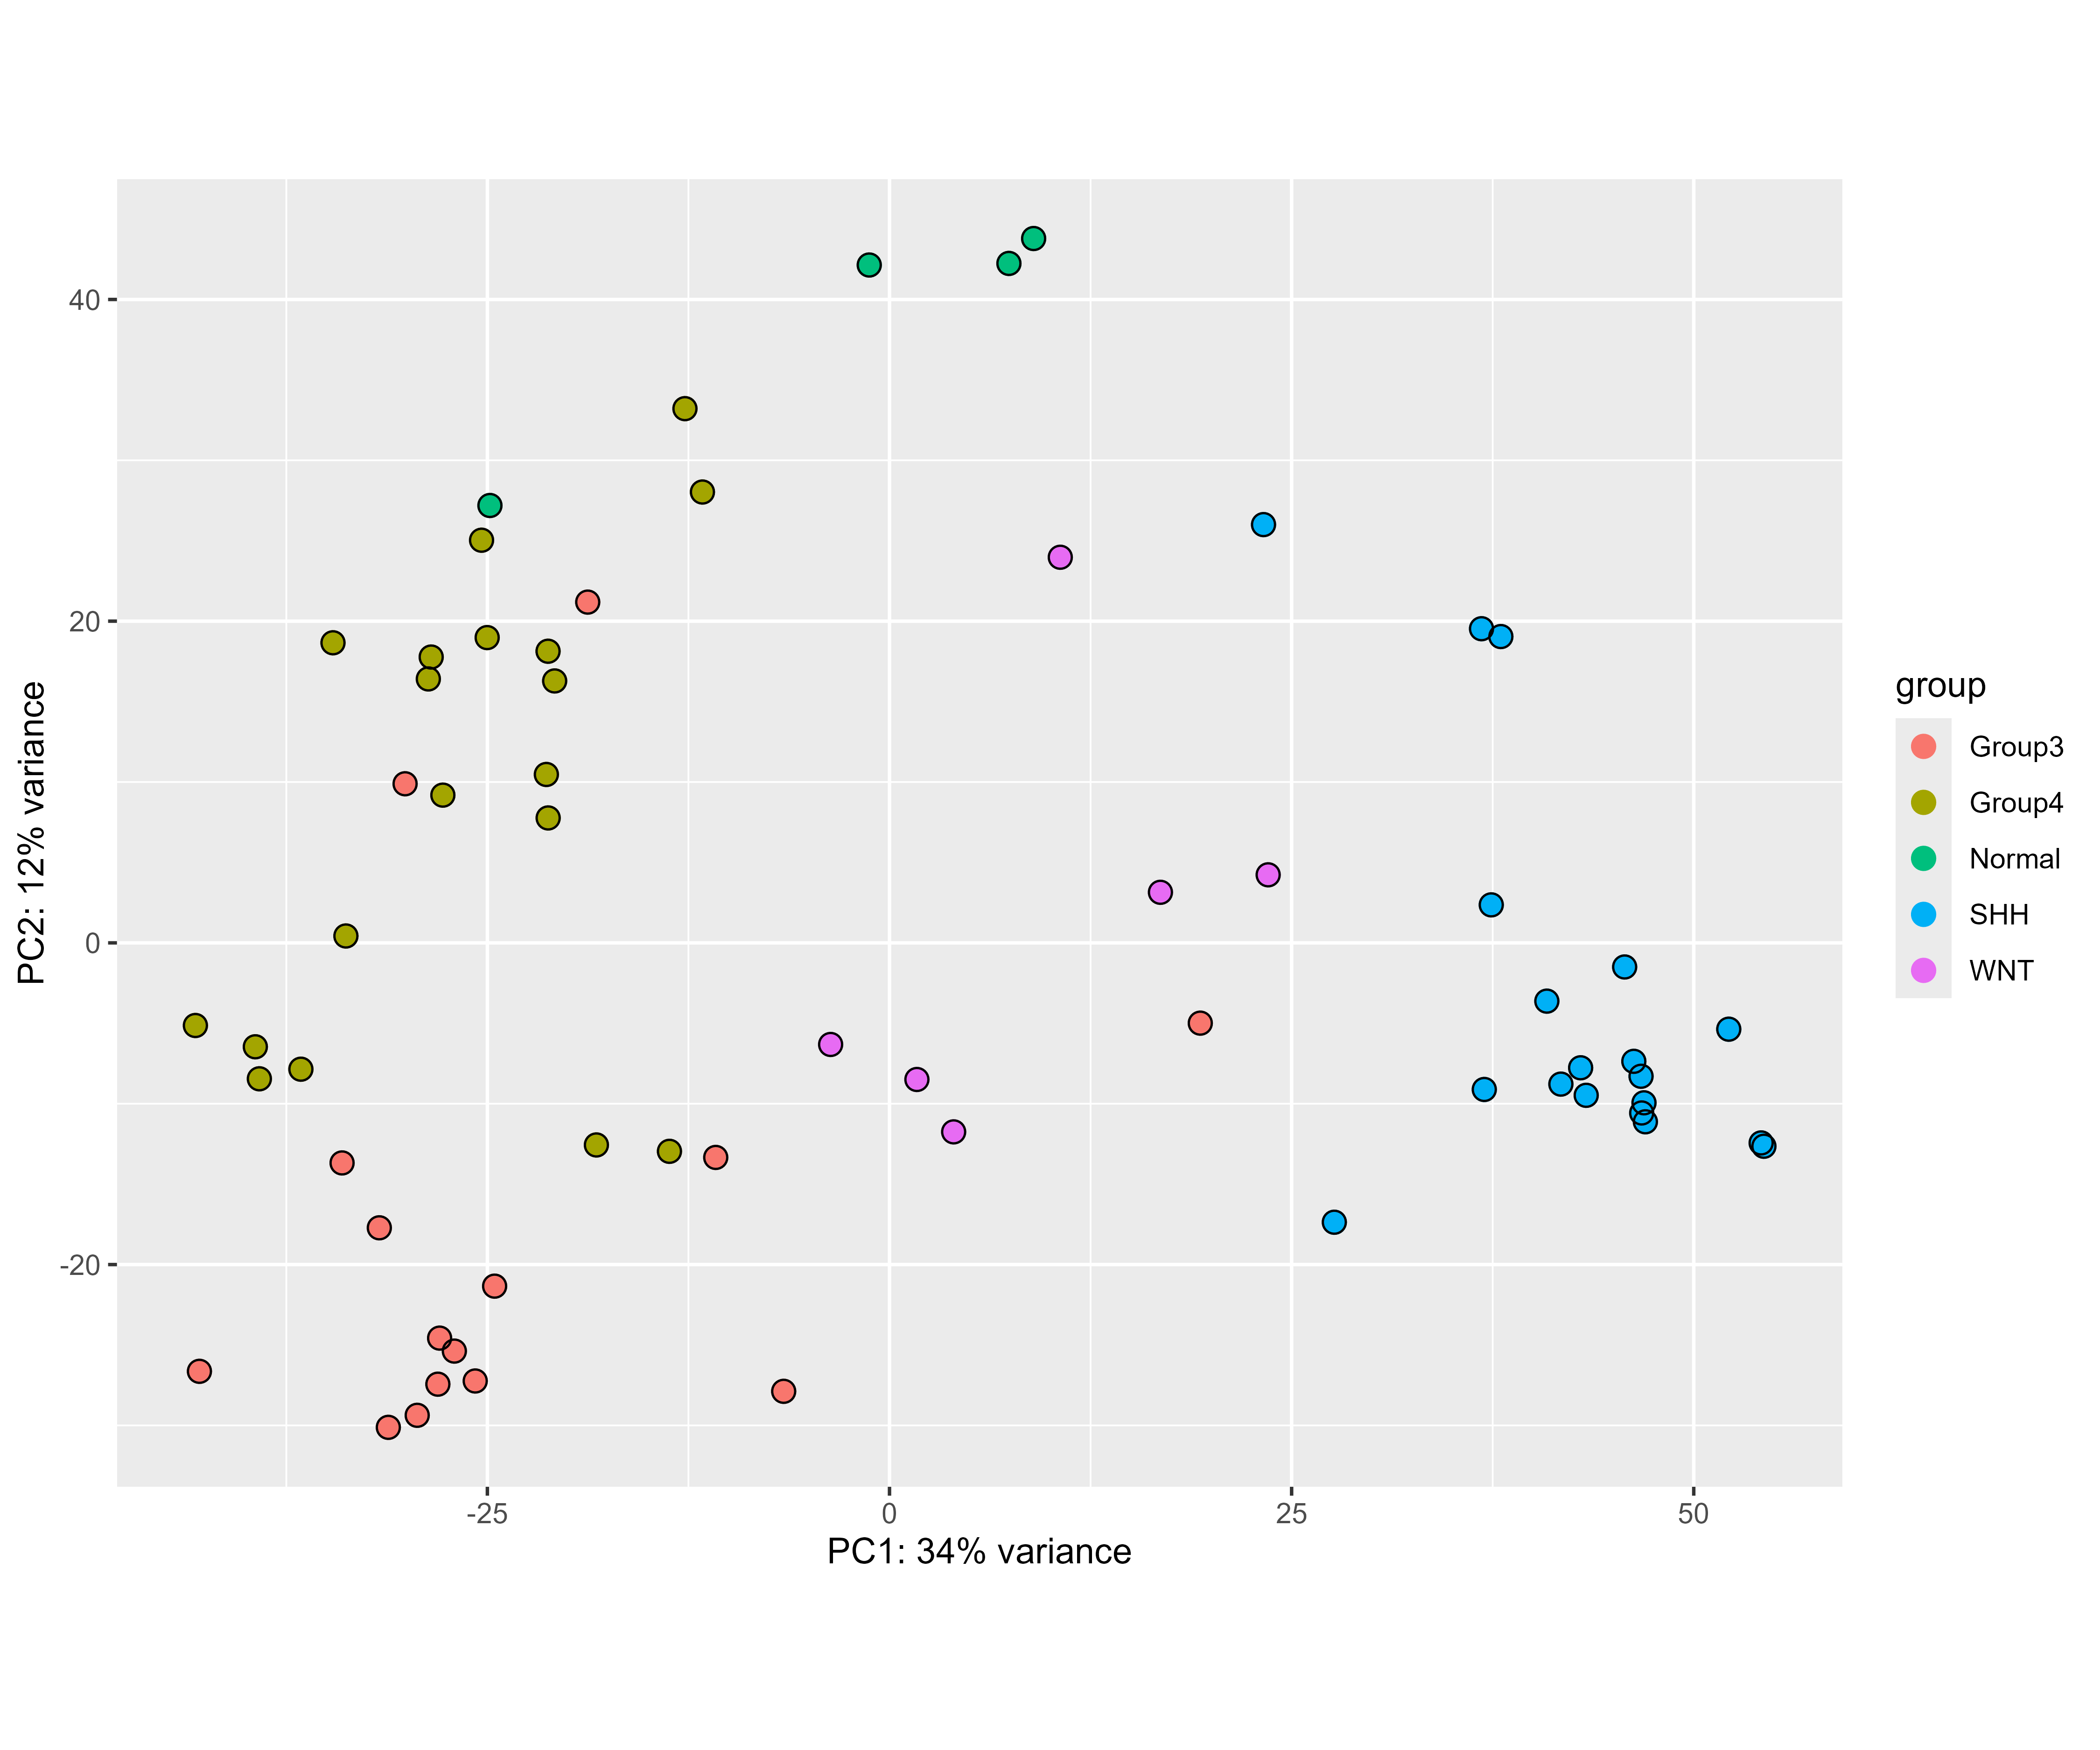 40
20
0
-20
PC2: 12% variance
-25
0
25
50
PC1: 34% variance
group
Group3
Group4
Normal
SHH
WNT